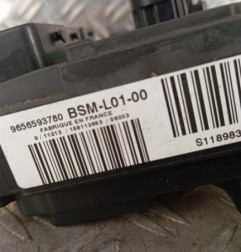 9656593780 BSM-L01-00
FABRIQUE EN FRANCE
S118983